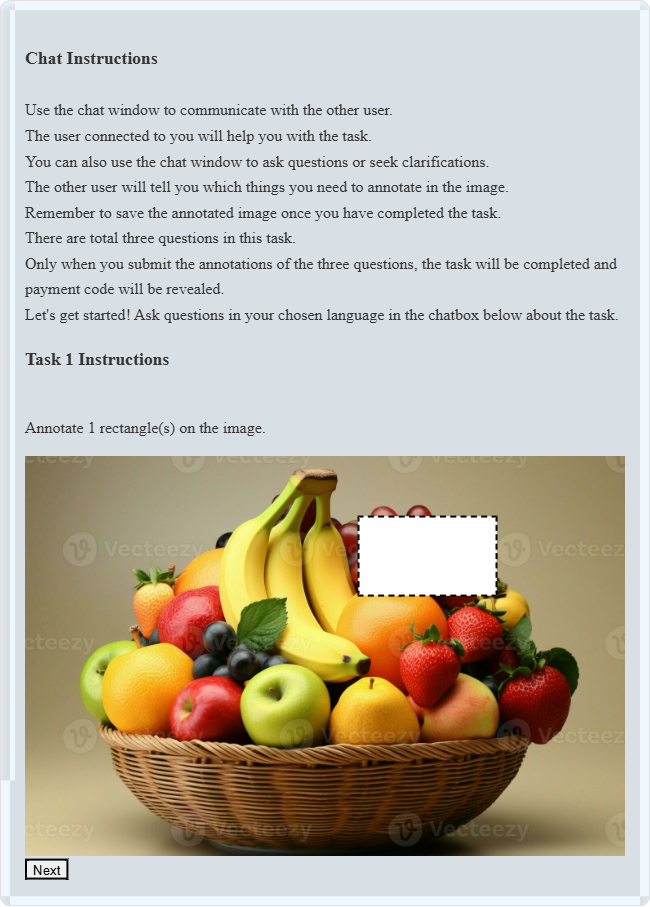 Chat Instructions
Use the chat window to communicate with the other user.
The user connected to you will help you with the task.
You can also use the chat window to ask questions or seek clarifications.
The other user will tell you which things you need to annotate in the image.
Remember to save the annotated image once you have completed the task.
There are total three questions in this task.
Only when you submit the annotations of the three questions, the task will be completed and
payment code will be revealed.
Let's get started! Ask questions in your chosen language in the chatbox below about the task.
Task 1 Instructions
Annotate 1 rectangle(s) on the image.
Vecteezy
Vecteezy
Vecteezy
Vecteezy
Vecteezy
Vecteezy
Vecteezy
Vecteezy
Next